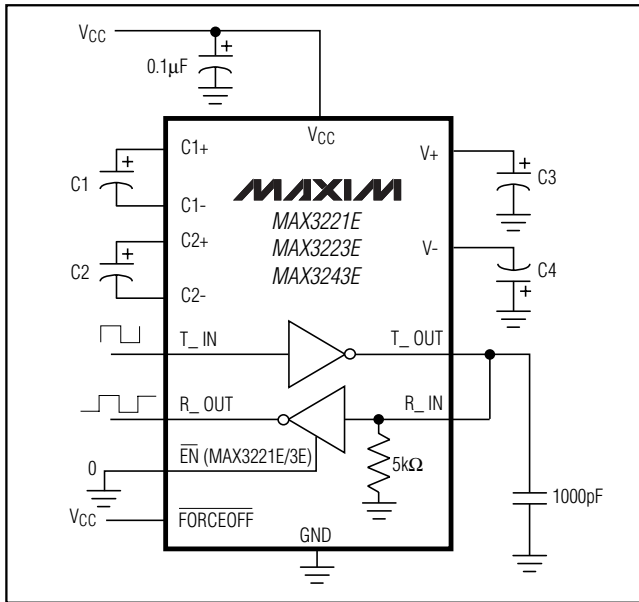 VCC
0.1µF
VCC
C1+
V+
C1
C3
C1-
MAXIM
MAX3221E
C2+
MAX3223E
V-
C2
MAX3243E
C4
C2-
T_ IN
T_ OUT
R_ OUT
R_ IN
0
EN (MAX3221E/3E)
5kΩ
1000pF
VCC
FORCEOFF
GND